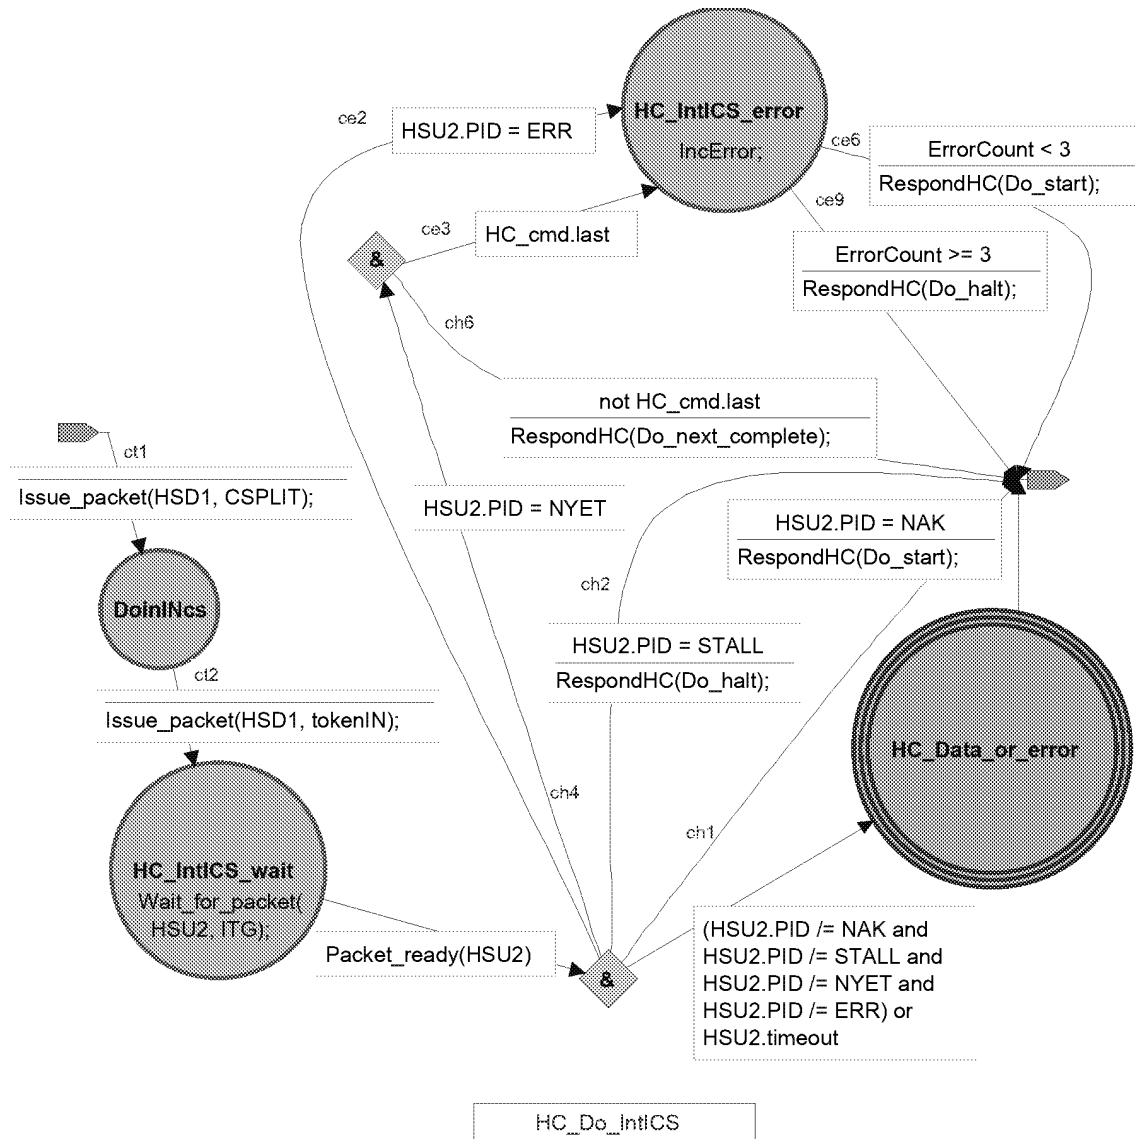 ce2
HSU2.PID = ERR
HC_IntICS_error
IncError;
ce6
ErrorCount < 3
RespondHC(Do_start);
ce3
HC_cmd.last
ce9
ErrorCount >= 3
RespondHC(Do_halt);
&
ch6
not HC_cmd.last
RespondHC(Do_next_complete);
ct1
Issue_packet(HSD1, CSPLIT);
HSU2.PID = NYET
HSU2.PID = NAK
RespondHC(Do_start);
ch2
DoinINcs
HSU2.PID = STALL
RespondHC(Do_halt);
ct2
Issue_packet(HSD1, tokenIN);
HC_Data_or_error
ch4
ch1
HC_IntICS_wait
Wait_for_packet(
HSU2, ITG);
Packet_ready(HSU2)
&
(HSU2.PID /= NAK and
HSU2.PID /= STALL and
HSU2.PID /= NYET and
HSU2.PID /= ERR) or
HSU2.timeout
HC_Do_IntICS